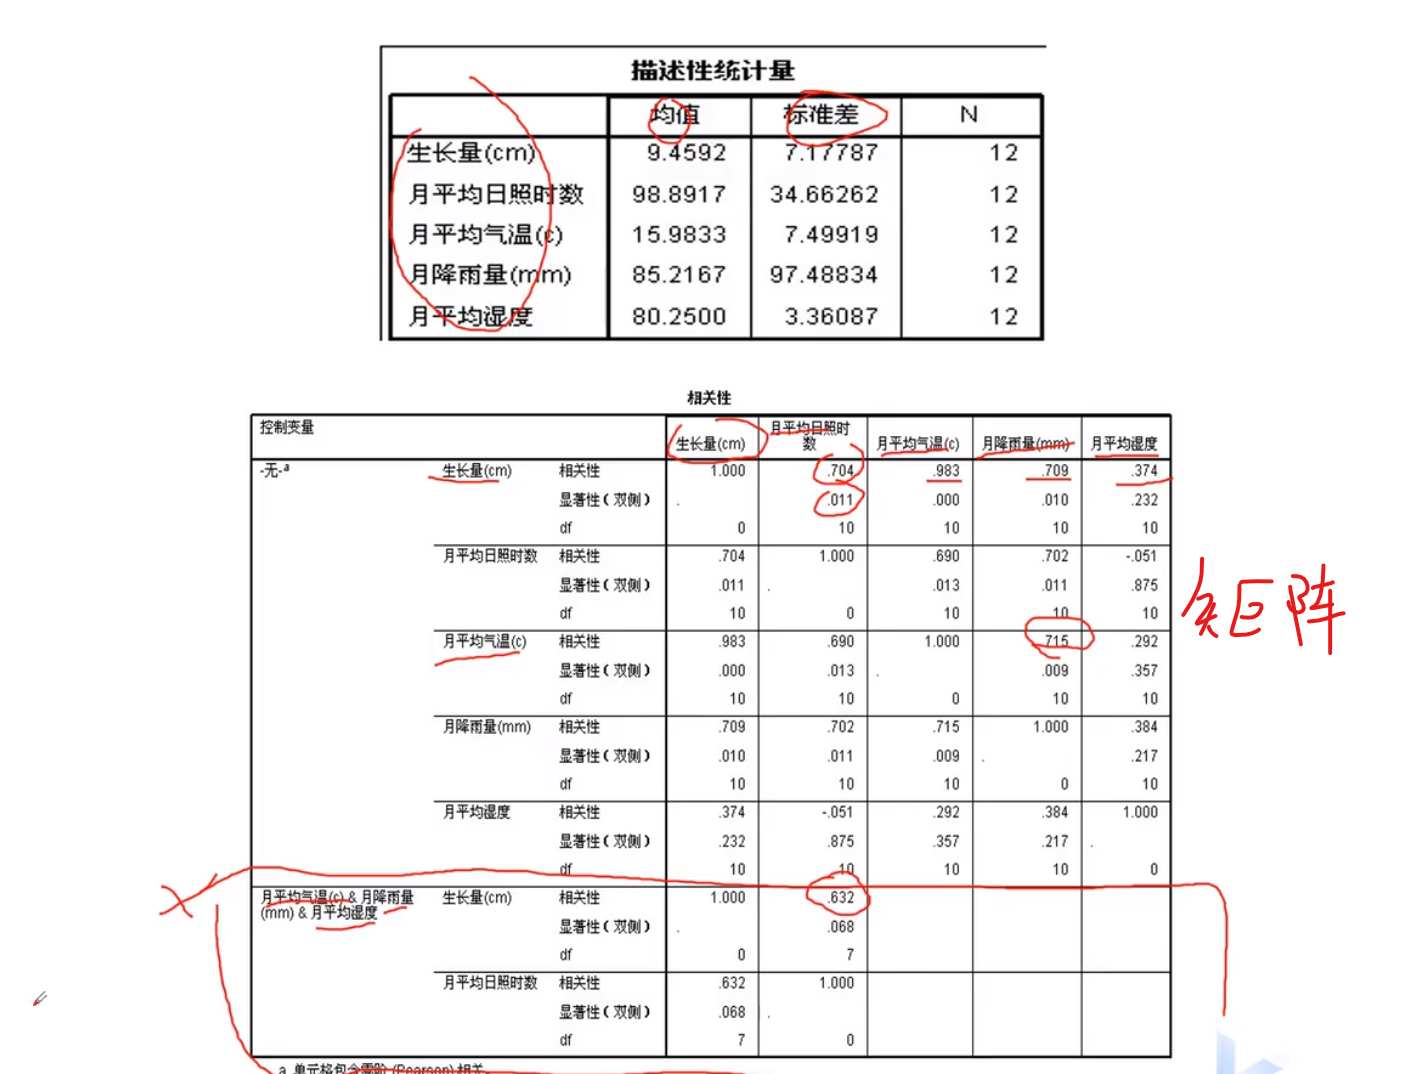 描述性统计量
均值 标准差 N
生长量(cm) 9.4592 7.17787 12
月平均日照时数 98.8917 34.66262 12
月平均气温(c) 15.9833 7.49919 12
月降雨量(mm) 85.2167 97.48834 12
月平均湿度 80.2500 3.36087 12
相关性
控制变量 生长量(cm) 月平均日照时数 月平均气温(c) 月降雨量(mm) 月平均湿度
-无-a 生长量(cm) 相关性 1.000 .704 .983 .709 .374
显著性(双侧) . .011 .000 .010 .232
df 0 10 10 10 10
月平均日照时数 相关性 .704 1.000 .690 .702 -.051
显著性(双侧) .011 . .013 .011 .875
df 10 0 10 10 10
矩阵
月平均气温(c) 相关性 .983 .690 1.000 .715 .292
显著性(双侧) .000 .013 . .009 .357
df 10 10 0 10 10
月降雨量(mm) 相关性 .709 .702 .715 1.000 .384
显著性(双侧) .010 .011 .009 . .217
df 10 10 10 0 10
月平均湿度 相关性 .374 -.051 .292 .384 1.000
显著性(双侧) .232 .875 .357 .217 .
df 10 10 10 10 0
月平均气温(c) & 月降雨量 生长量(cm) 相关性 1.000 .632
(mm) & 月平均湿度 显著性(双侧) . .068
df 0 7
月平均日照时数 相关性 .632 1.000
显著性(双侧) .068 .
df 7 0
a. 单元格包含零阶 (Pearson) 相关。